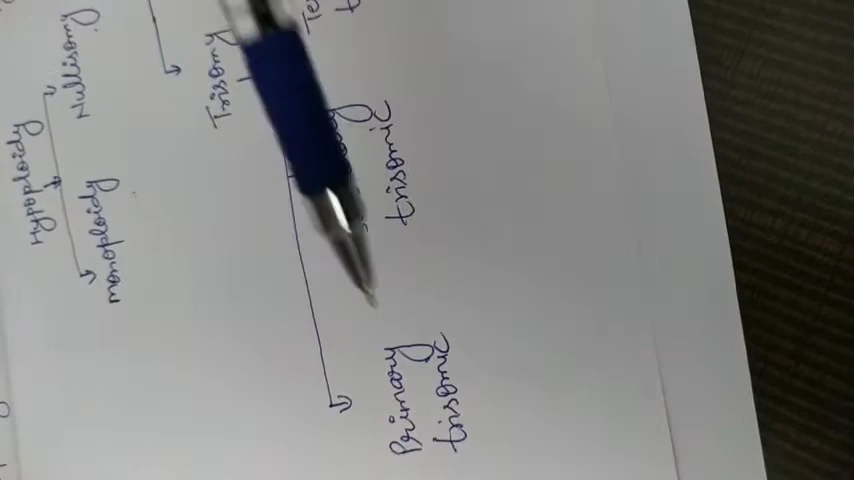 Hypoploidy
Nullisomy
monoploidy
Trisomy
trisomic
Primary
trisomic